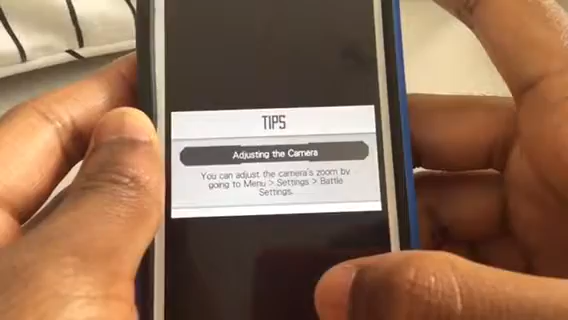 TIPS
Adjusting the Camera
You can adjust the camera's zoom by
going to Menu > Settings > Battle
Settings.